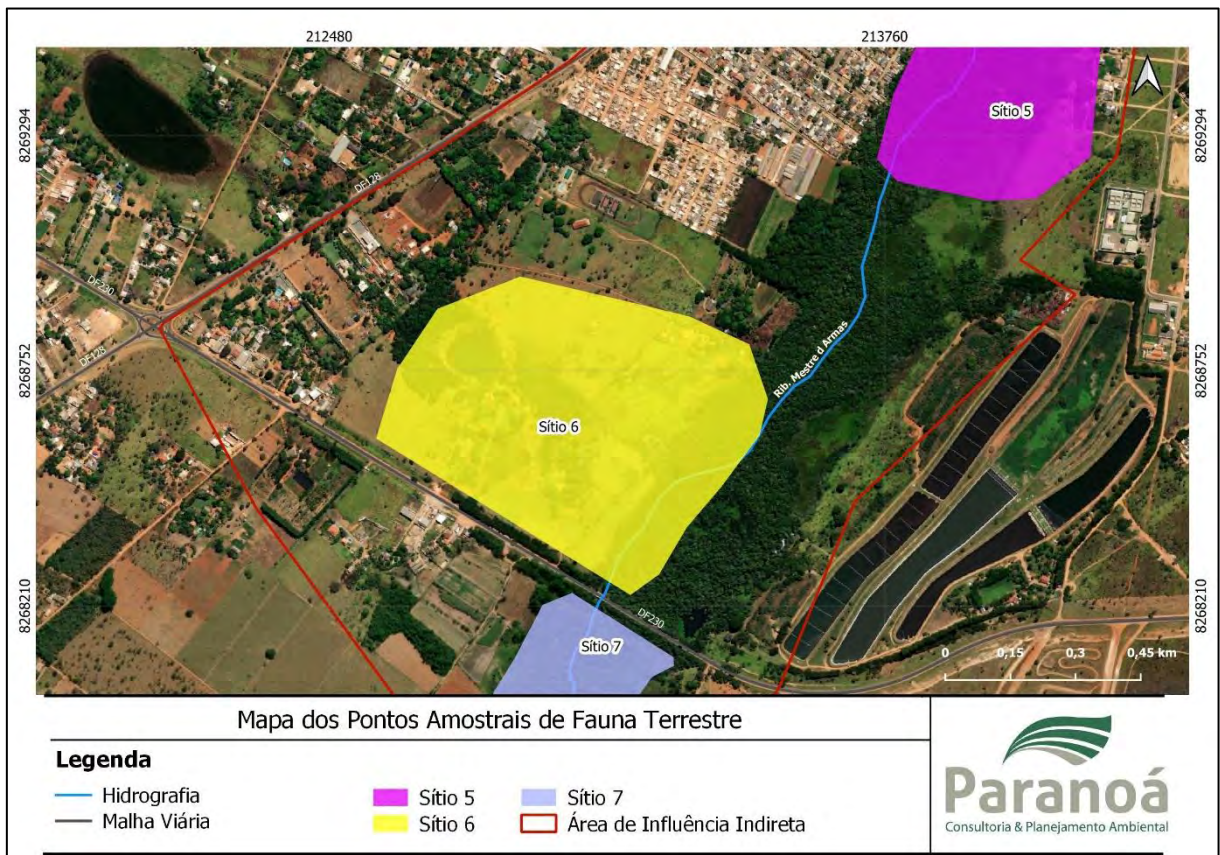 212480
213760
8269294
8269294
Sítio 5
DF128
DF230
DF128
8268752
8268752
Rib. Mestre d Armas
Sítio 6
8268210
8268210
DF230
Sítio 7
0 0,15 0,3 0,45 km
Mapa dos Pontos Amostrais de Fauna Terrestre
Legenda
Hidrografia
Malha Viária
Sítio 5
Sítio 6
Sítio 7
Área de Influência Indireta
Paranoá
Consultoria & Planejamento Ambiental